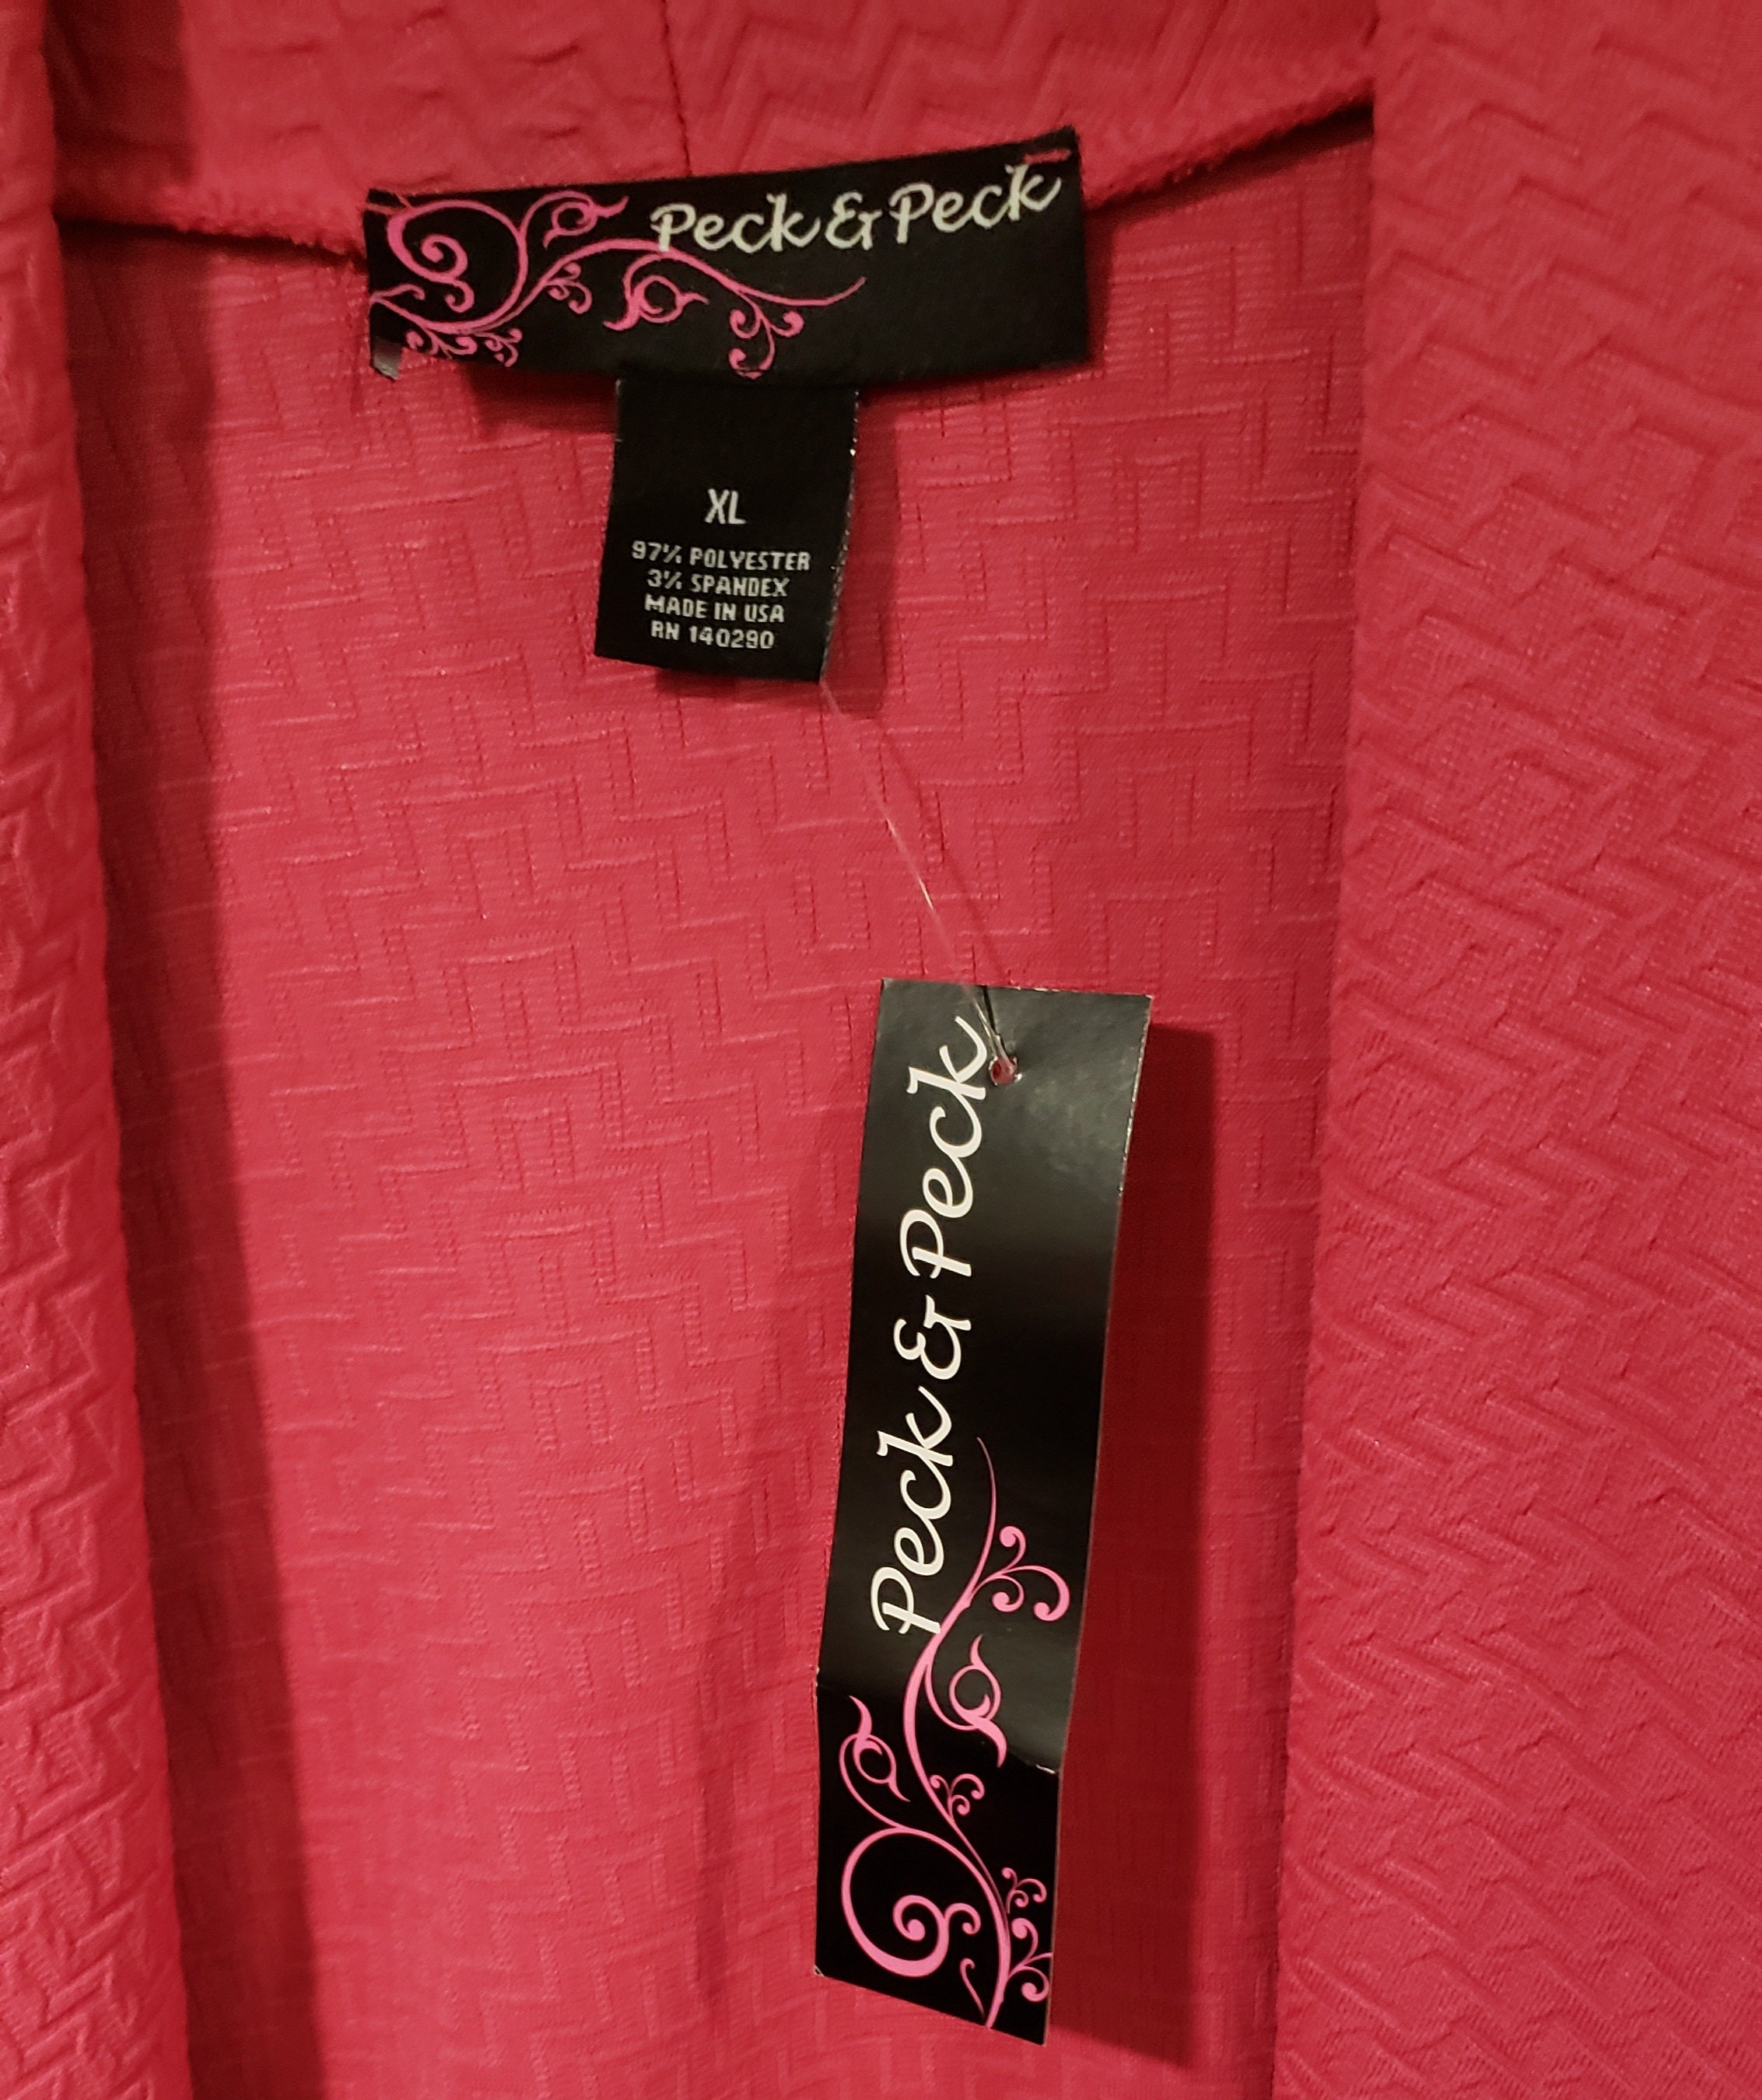 Peck & Peck
XL
97% POLYESTER
3% SPANDEX
MADE IN USA
RN 140290
Peck & Peck